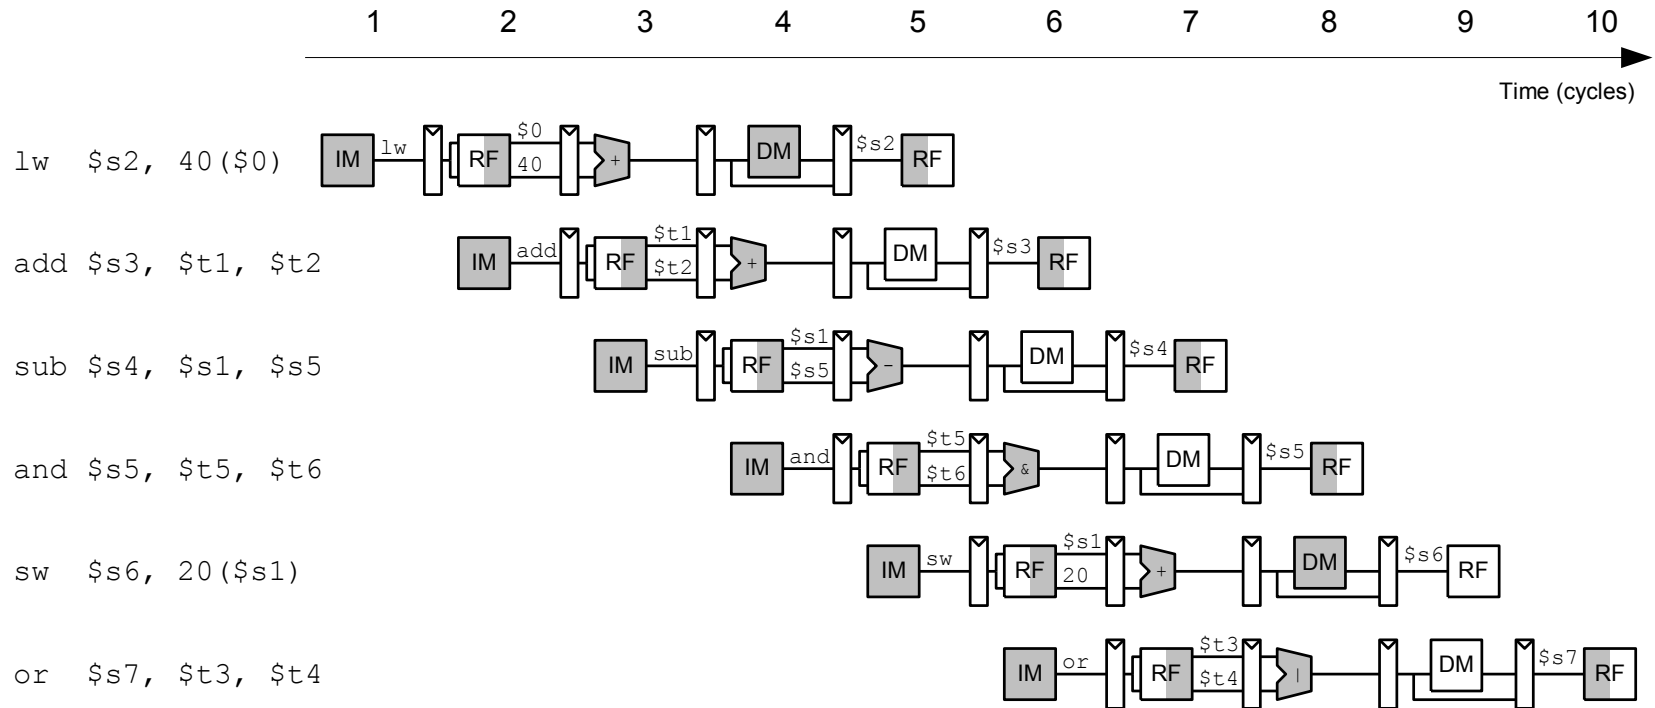 1 2 3 4 5 6 7 8 9 10
Time (cycles)
$0
lw $s2, 40($0) IM lw RF 40 + DM $s2 RF
$t1
add $s3, $t1, $t2 IM add RF $t2 + DM $s3 RF
$s1
sub $s4, $s1, $s5 IM sub RF $s5 - DM $s4 RF
$t5
and $s5, $t5, $t6 IM and RF $t6 & DM $s5 RF
$s1
sw $s6, 20($s1) IM sw RF 20 + DM $s6 RF
$t3
or $s7, $t3, $t4 IM or RF $t4 | DM $s7 RF